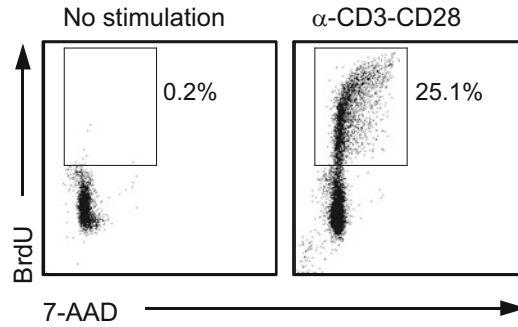 No stimulation
α-CD3-CD28
0.2%
25.1%
BrdU
7-AAD